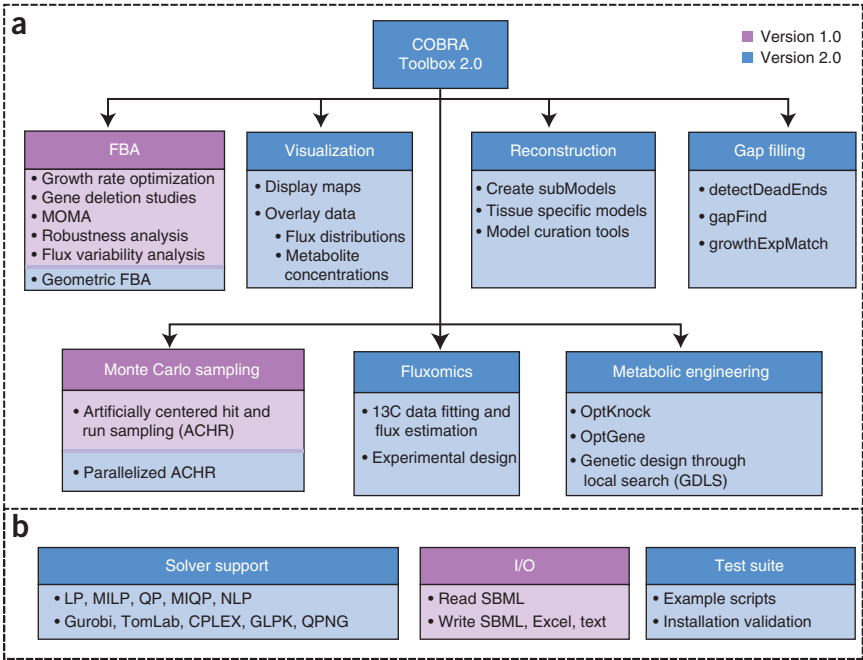 a
COBRA
Toolbox 2.0
Version 1.0
Version 2.0
FBA
• Growth rate optimization
• Gene deletion studies
• MOMA
• Robustness analysis
• Flux variability analysis
• Geometric FBA
Visualization
• Display maps
• Overlay data
• Flux distributions
• Metabolite
concentrations
Reconstruction
• Create subModels
• Tissue specific models
• Model curation tools
Gap filling
• detectDeadEnds
• gapFind
• growthExpMatch
Monte Carlo sampling
• Artificially centered hit and
run sampling (ACHR)
• Parallelized ACHR
Fluxomics
• 13C data fitting and
flux estimation
• Experimental design
Metabolic engineering
• OptKnock
• OptGene
• Genetic design through
local search (GDLS)
b
Solver support
• LP, MILP, QP, MIQP, NLP
• Gurobi, TomLab, CPLEX, GLPK, QPNG
I/O
• Read SBML
• Write SBML, Excel, text
Test suite
• Example scripts
• Installation validation